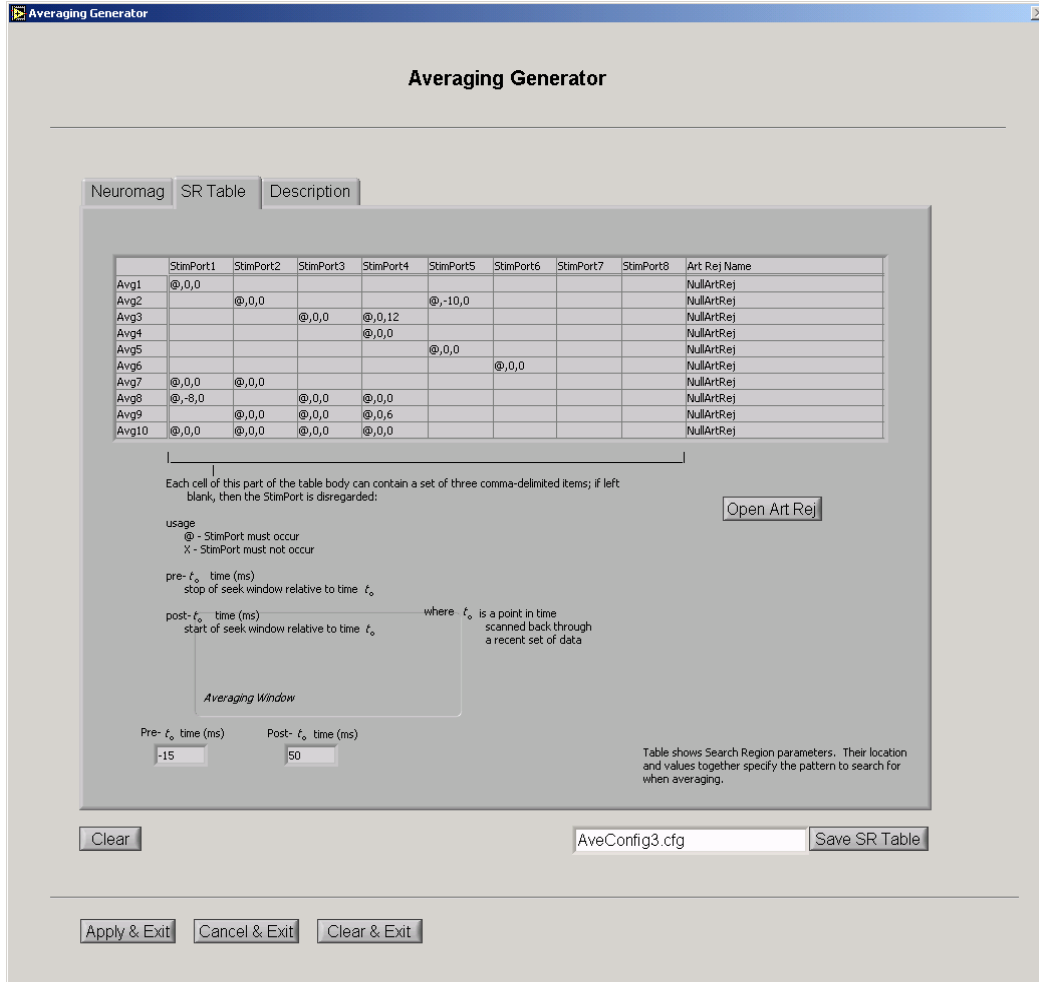 Averaging Generator
Averaging Generator
Neuromag SR Table Description
StimPort1 StimPort2 StimPort3 StimPort4 StimPort5 StimPort6 StimPort7 StimPort8 Art Rej Name
Avg1 @,0,0 NullArtRej
Avg2 @,0,0 @,-10,0 NullArtRej
Avg3 @,0,0 @,0,12 NullArtRej
Avg4 @,0,0 NullArtRej
Avg5 @,0,0 NullArtRej
Avg6 @,0,0 NullArtRej
Avg7 @,0,0 @,0,0 NullArtRej
Avg8 @,-8,0 @,0,0 @,0,0 NullArtRej
Avg9 @,0,0 @,0,0 @,0,6 NullArtRej
Avg10 @,0,0 @,0,0 @,0,0 @,0,0 NullArtRej
Each cell of this part of the table body can contain a set of three comma-delimited items; if left
blank, then the StimPort is disregarded:
Open Art Rej
usage
@ - StimPort must occur
X - StimPort must not occur
pre- t₀ time (ms)
stop of seek window relative to time t₀
post- t₀ time (ms)
start of seek window relative to time t₀
where t₀ is a point in time
scanned back through
a recent set of data
Averaging Window
Pre- t₀ time (ms) Post- t₀ time (ms)
-15 50
Table shows Search Region parameters. Their location
and values together specify the pattern to search for
when averaging.
Clear AveConfig3.cfg Save SR Table
Apply & Exit Cancel & Exit Clear & Exit